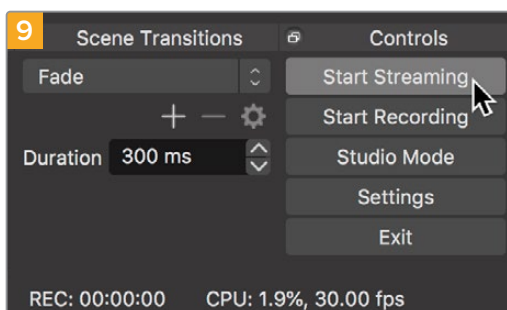 9
Scene Transitions
Controls
Fade
Start Streaming
Start Recording
Duration 300 ms
Studio Mode
Settings
Exit
REC: 00:00:00 CPU: 1.9%, 30.00 fps